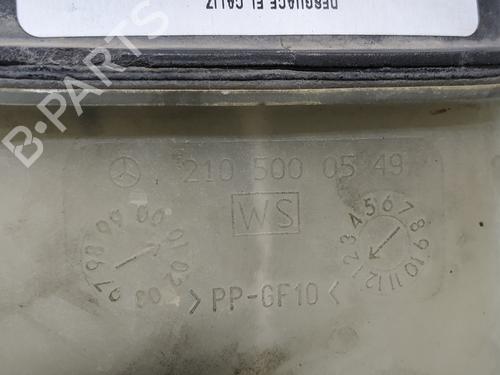 DESGUACE EL CALIZ
B-PARTS
210 500 05 49
WS
97 98 99 00 01 02 03
1 2 3 4 5 6 7 8 9 10 11 12
>PP-GF10<